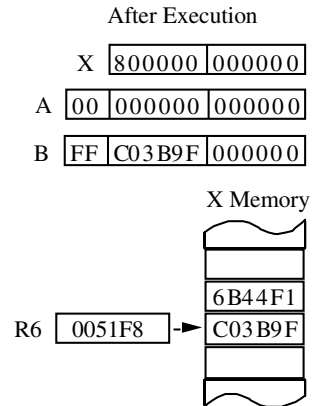 After Execution
X 800000 000000
A 00 000000 000000
B FF C03B9F 000000
X Memory
6B44F1
R6 0051F8 C03B9F